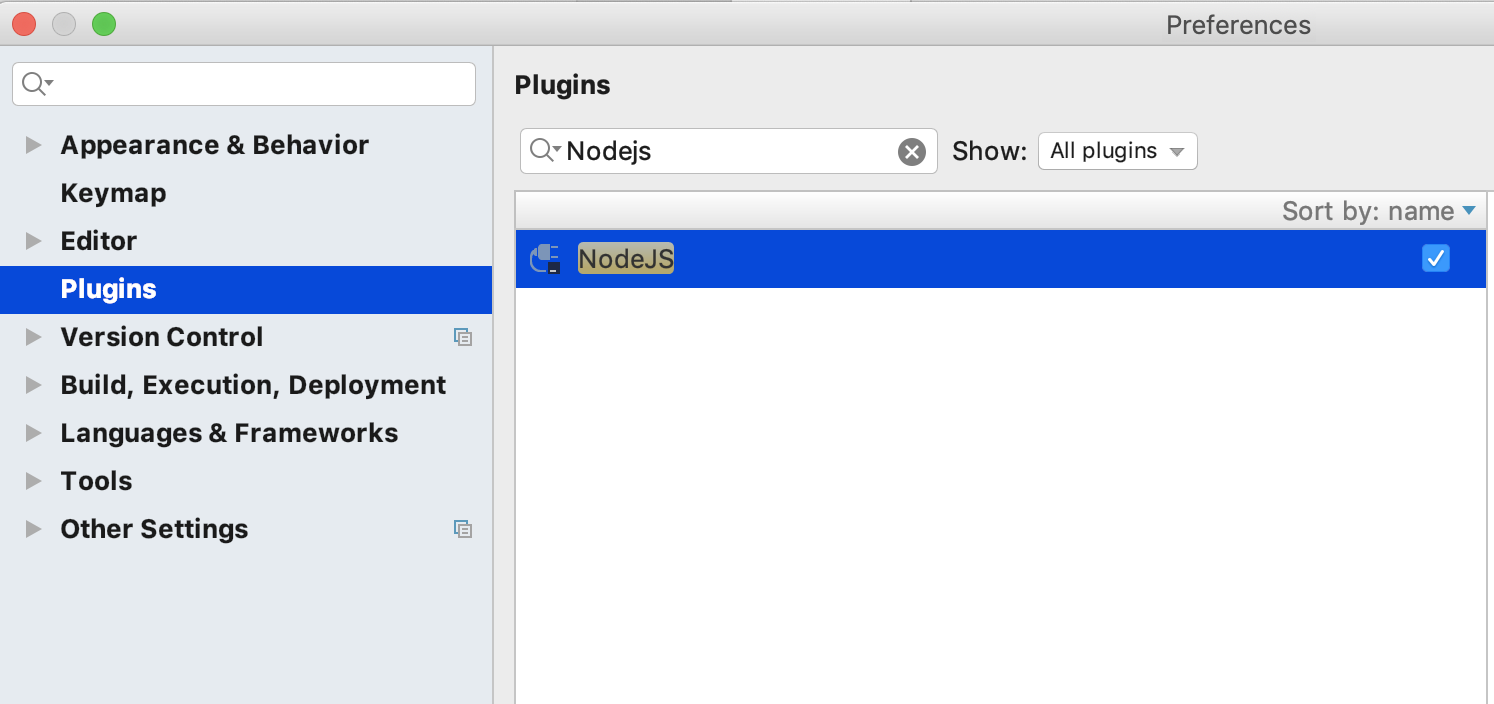 Preferences
Appearance & Behavior
Keymap
Editor
Plugins
Version Control
Build, Execution, Deployment
Languages & Frameworks
Tools
Other Settings
Plugins
Nodejs
Show: All plugins
Sort by: name
NodeJS